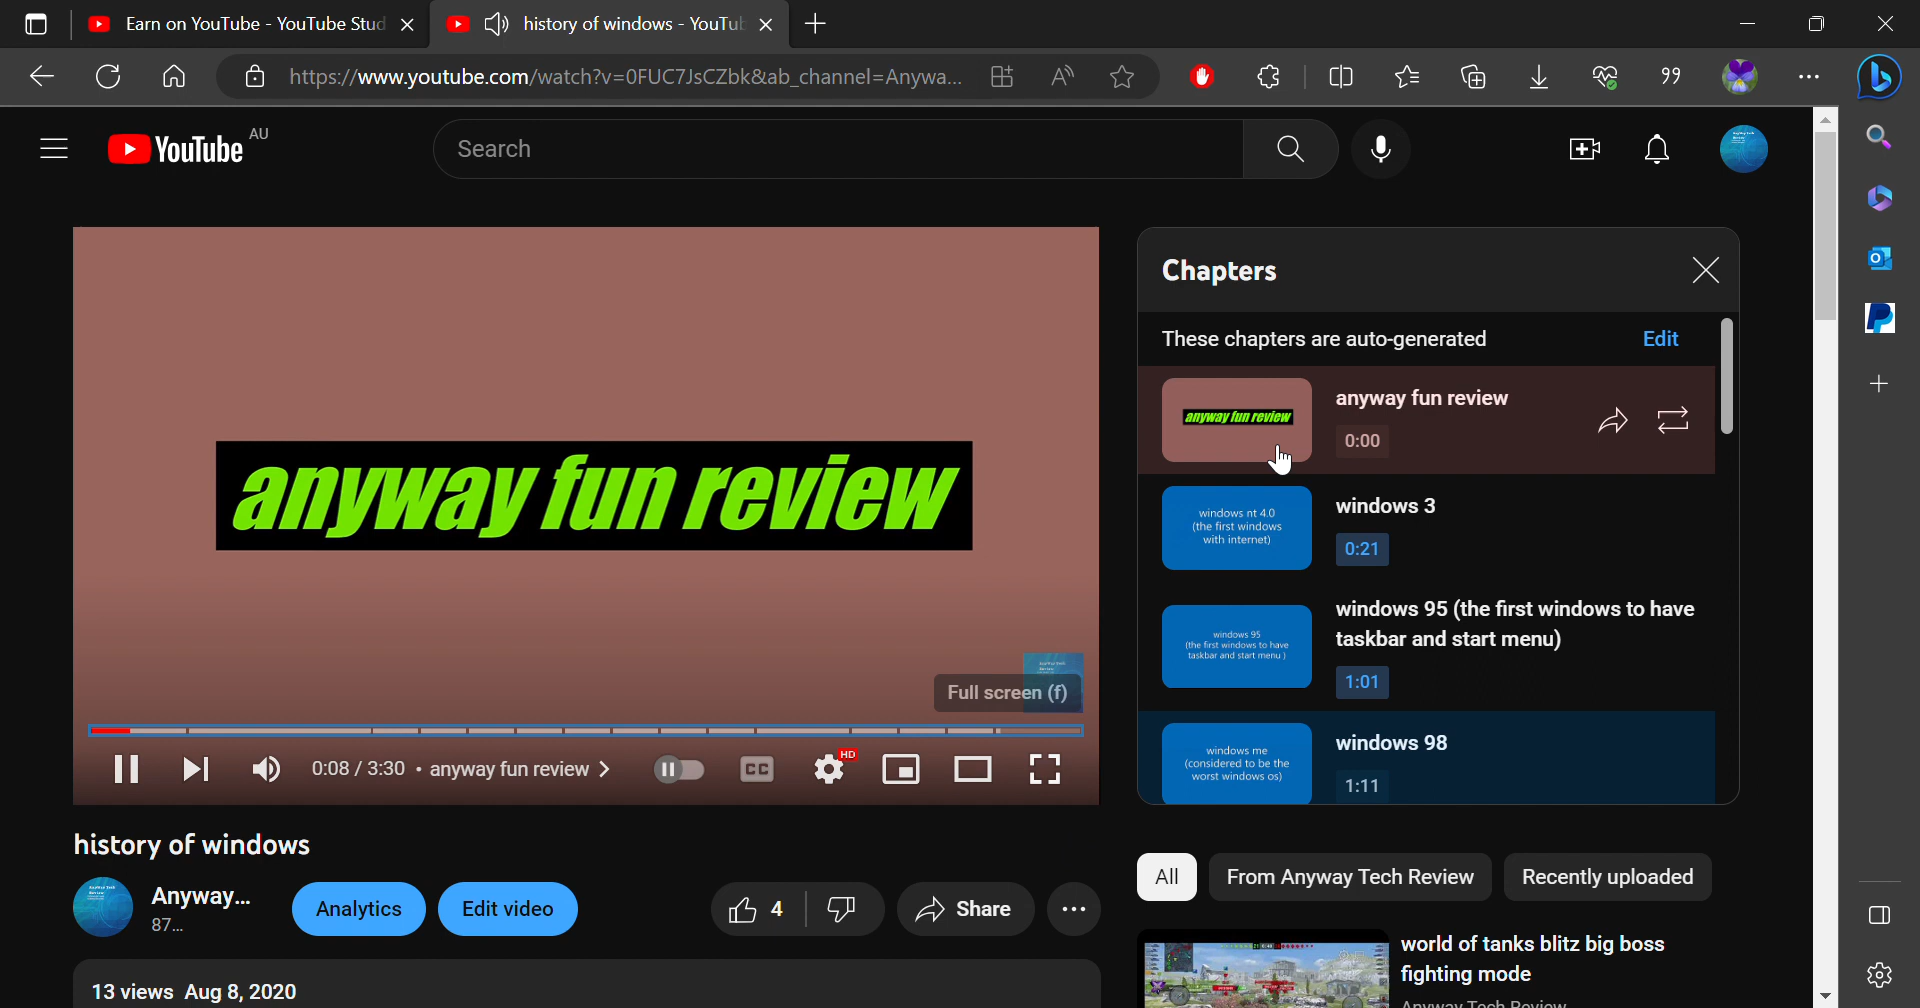 Earn on YouTube - YouTube Stud
history of windows - YouTub
https://www.youtube.com/watch?v=0FUC7JsCZbk&ab_channel=Anywa...
YouTube AU
Search
Chapters
These chapters are auto-generated Edit
anyway fun review
anyway fun review
0:00
windows nt 4.0
(the first windows
with internet)
windows 3
0:21
windows 95
(the first windows to have
taskbar and start menu )
windows 95 (the first windows to have
taskbar and start menu)
1:01
windows me
(considered to be the
worst windows os)
windows 98
1:11
anyway fun review
Full screen (f)
0:08 / 3:30 • anyway fun review
CC
HD
history of windows
Anyway...
87...
Analytics
Edit video
4
Share
13 views Aug 8, 2020
All
From Anyway Tech Review
Recently uploaded
world of tanks blitz big boss
fighting mode
Anyway Tech Review